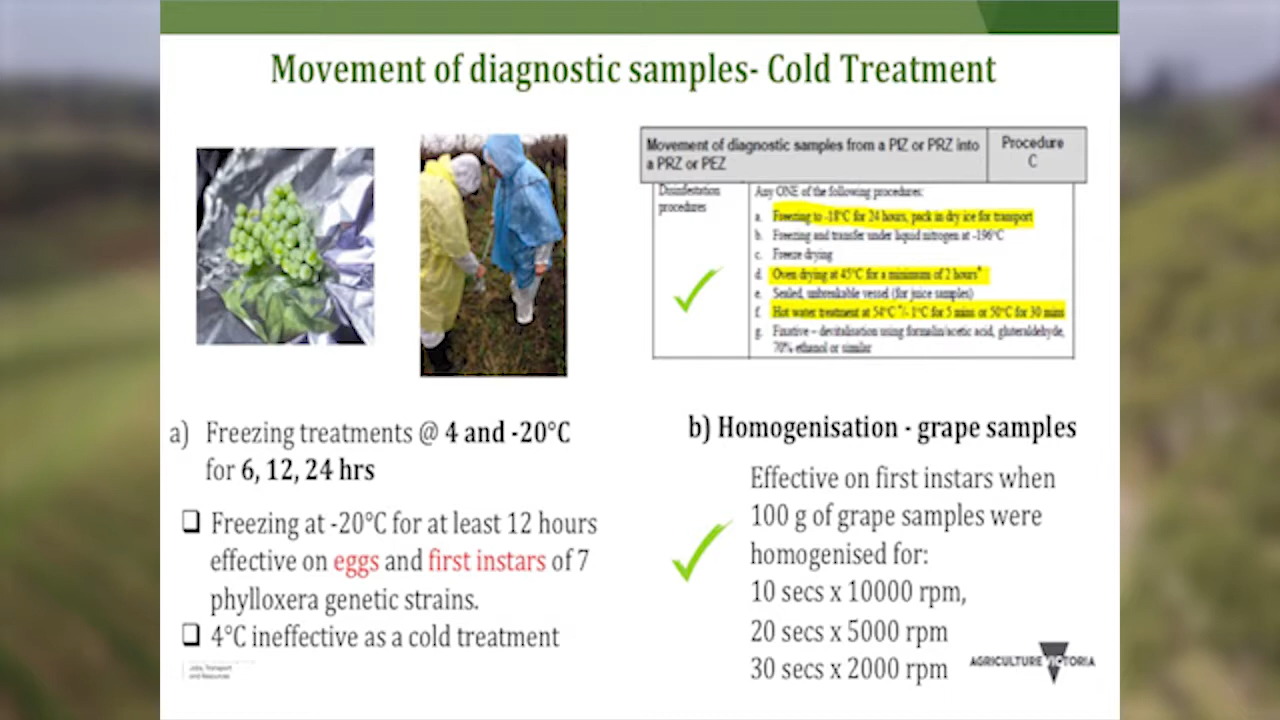 Movement of diagnostic samples- Cold Treatment
Movement of diagnostic samples from a PIZ or PRZ into
a PRZ or PEZ
Procedure
C
Disinfestation
procedures
Any ONE of the following procedures:
a. Freezing to -18°C for 24 hours, pack in dry ice for transport
b. Freezing and transfer under liquid nitrogen at -196°C
c. Freeze drying
d. Oven drying at 45°C for a minimum of 2 hours
e. Sealed, unbreakable vessel (for juice samples)
f. Hot water treatment at 54°C +/- 1°C for 5 mins or 50°C for 30 mins
g. Fixative – devitalisation using formalin/acetic acid, gluteraldehyde,
70% ethanol or similar
a) Freezing treatments @ 4 and -20°C
for 6, 12, 24 hrs
Freezing at -20°C for at least 12 hours
effective on eggs and first instars of 7
phylloxera genetic strains.
4°C ineffective as a cold treatment
Jobs, Transport
and Resources
b) Homogenisation - grape samples
Effective on first instars when
100 g of grape samples were
homogenised for:
10 secs x 10000 rpm,
20 secs x 5000 rpm
30 secs x 2000 rpm
AGRICULTURE VICTORIA